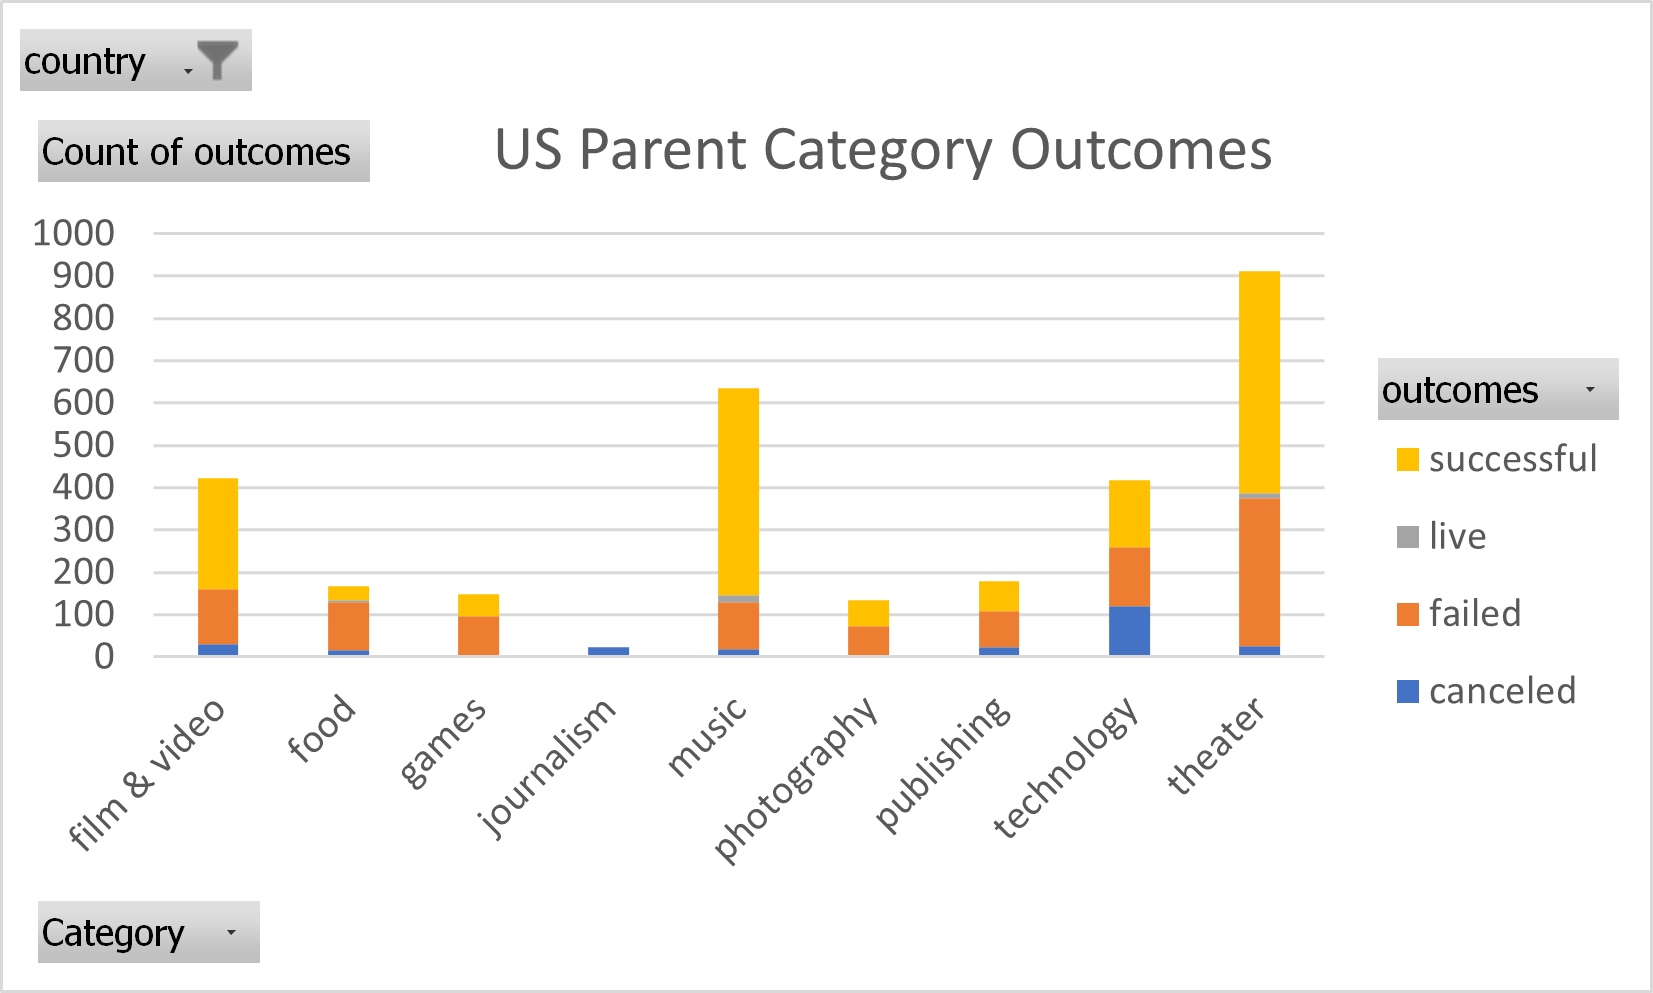 country
Count of outcomes
US Parent Category Outcomes
1000
900
800
700
600
500
400
300
200
100
0
outcomes
successful
live
failed
canceled
film & video
food
games
journalism
music
photography
publishing
technology
theater
Category